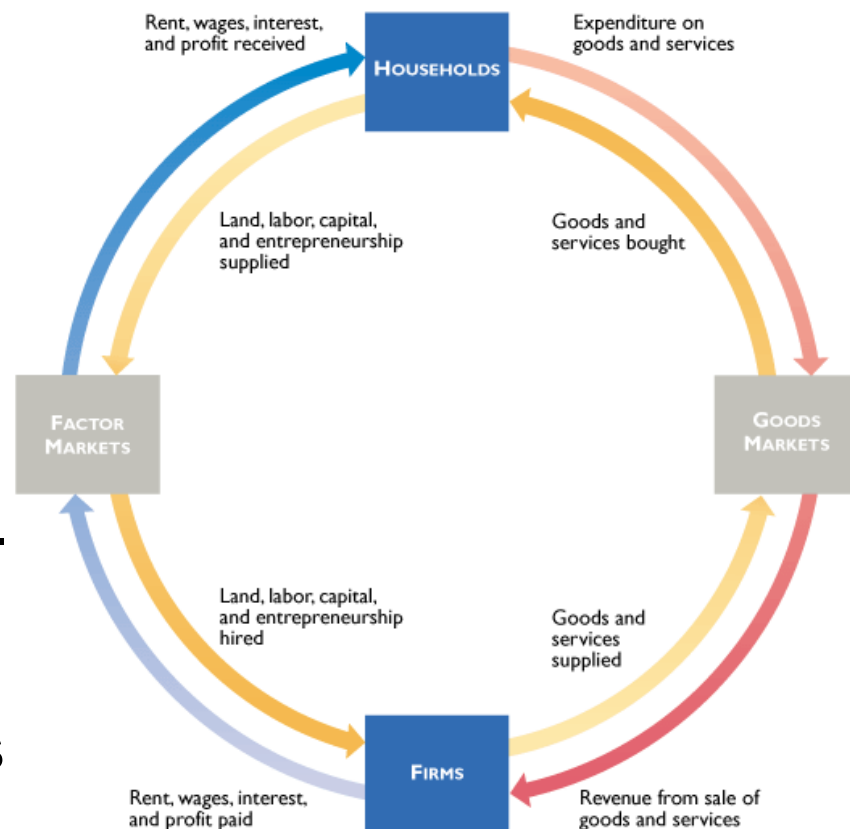 Rent, wages, interest,
and profit received
HOUSEHOLDS
Expenditure on
goods and services
Land, labor, capital,
and entrepreneurship
supplied
Goods and
services bought
FACTOR
MARKETS
GOODS
MARKETS
Land, labor, capital,
and entrepreneurship
hired
Goods and
services
supplied
FIRMS
Rent, wages, interest,
and profit paid
Revenue from sale of
goods and services